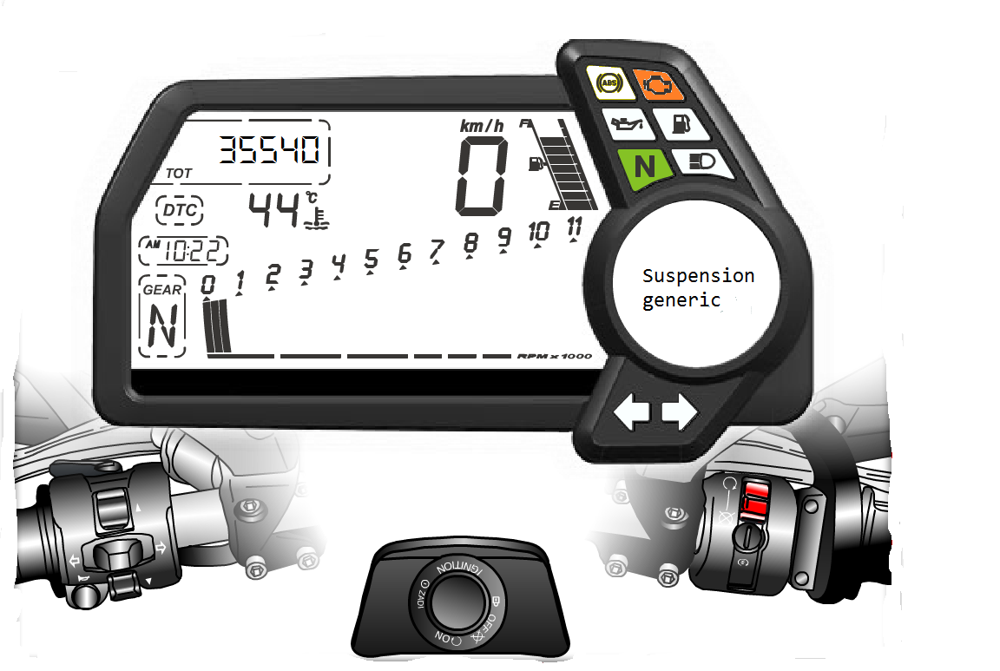 ABS
km/h
F
35540
TOT
N
0
DTC
44 °C
E
AM 10:22
0 1 2 3 4 5 6 7 8 9 10 11
GEAR
N
Suspension
generic
RPM x 1000
IGNITION
ZADI
OFF
ON